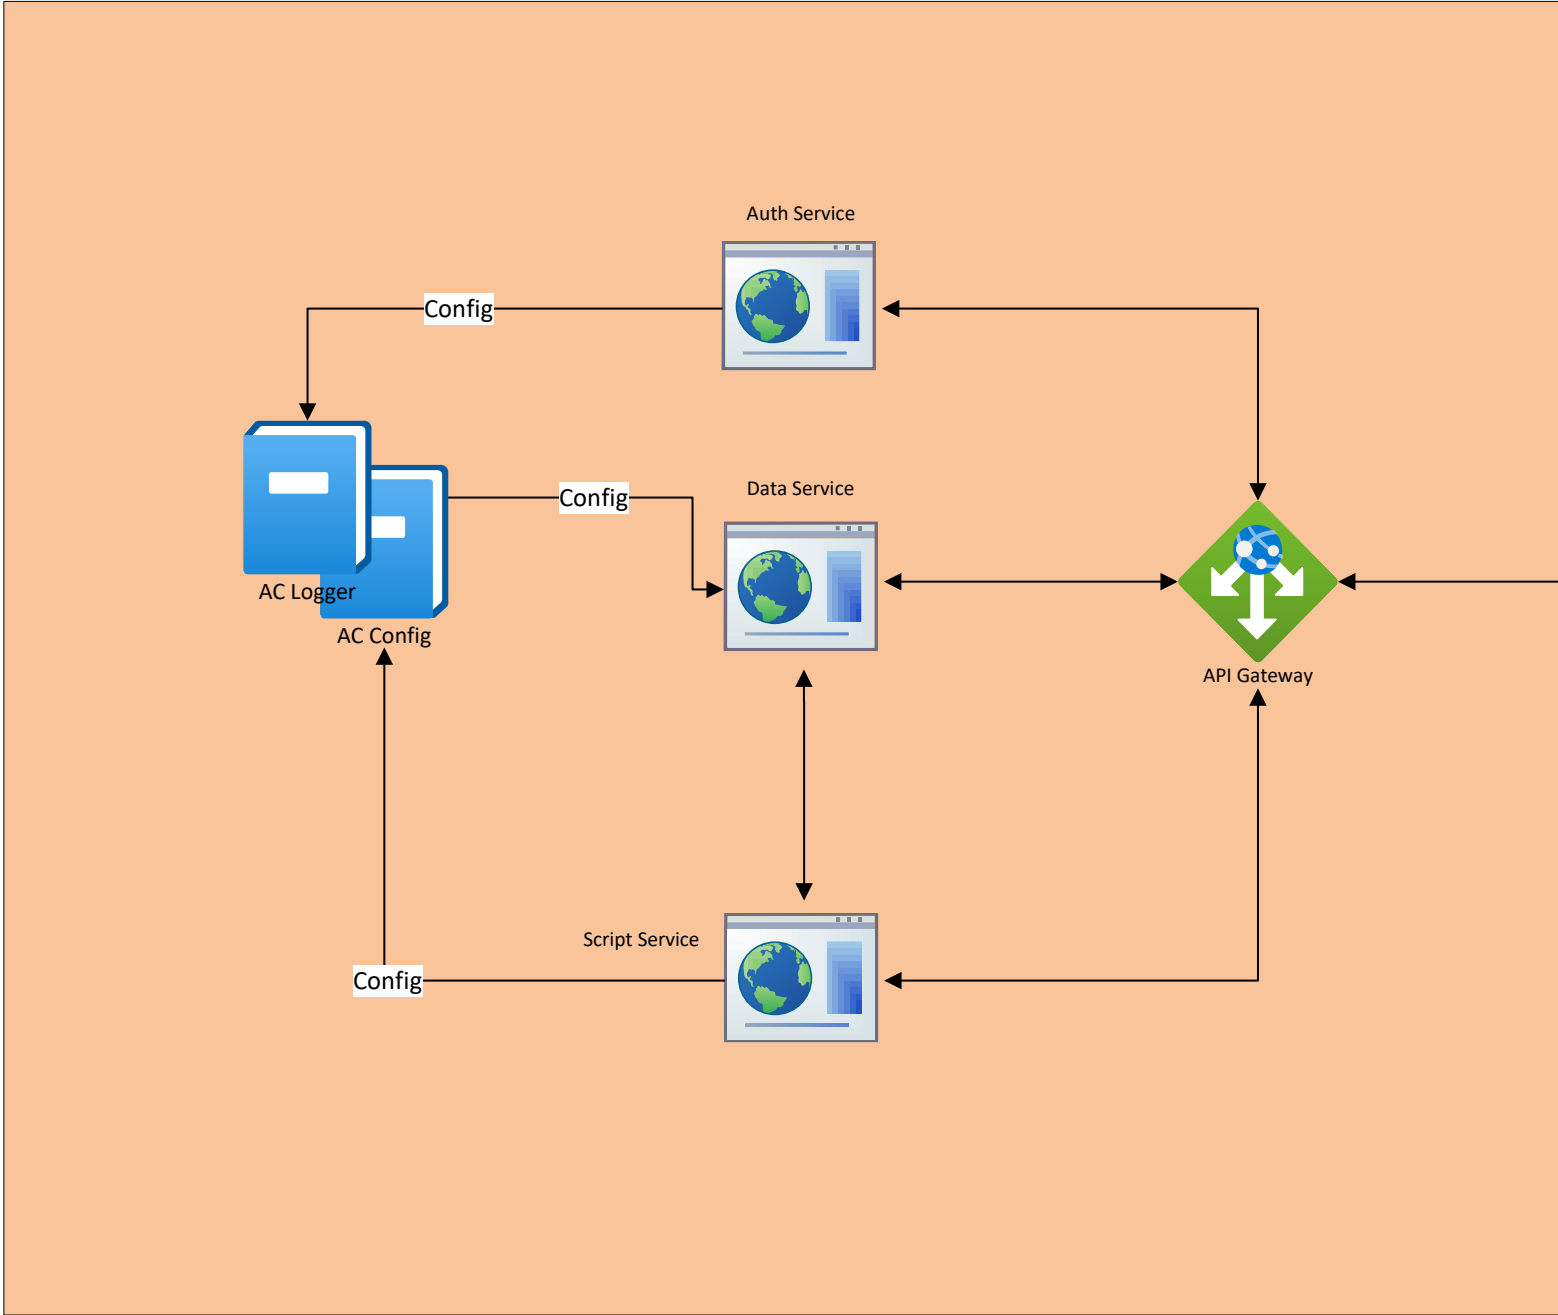 Auth Service
Config
Config
Data Service
AC Logger
AC Config
API Gateway
Script Service
Config